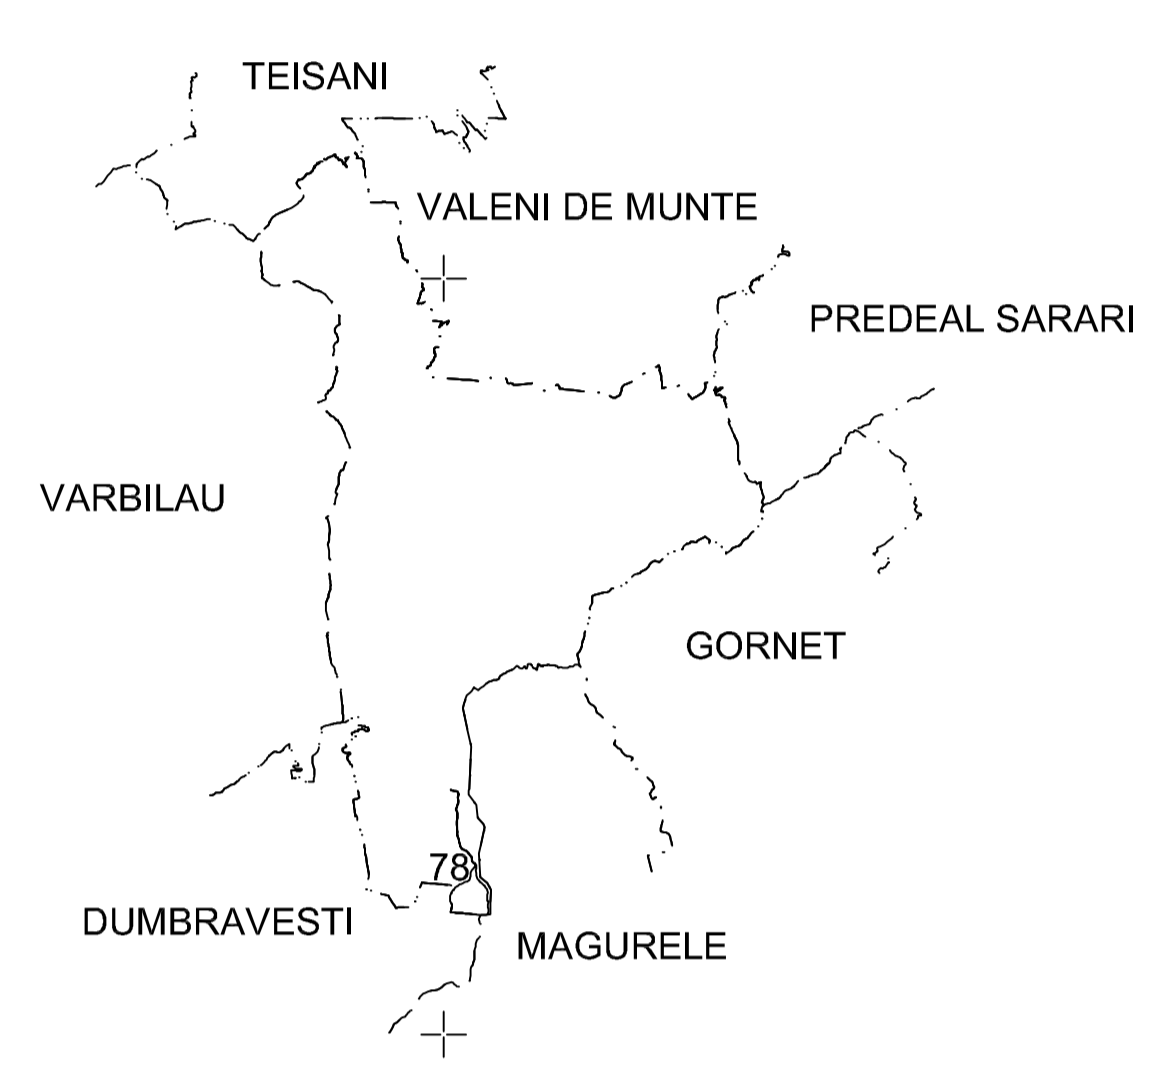 TEISANI
VALENI DE MUNTE
PREDEAL SARARI
VARBILAU
GORNET
78
DUMBRAVESTI
MAGURELE